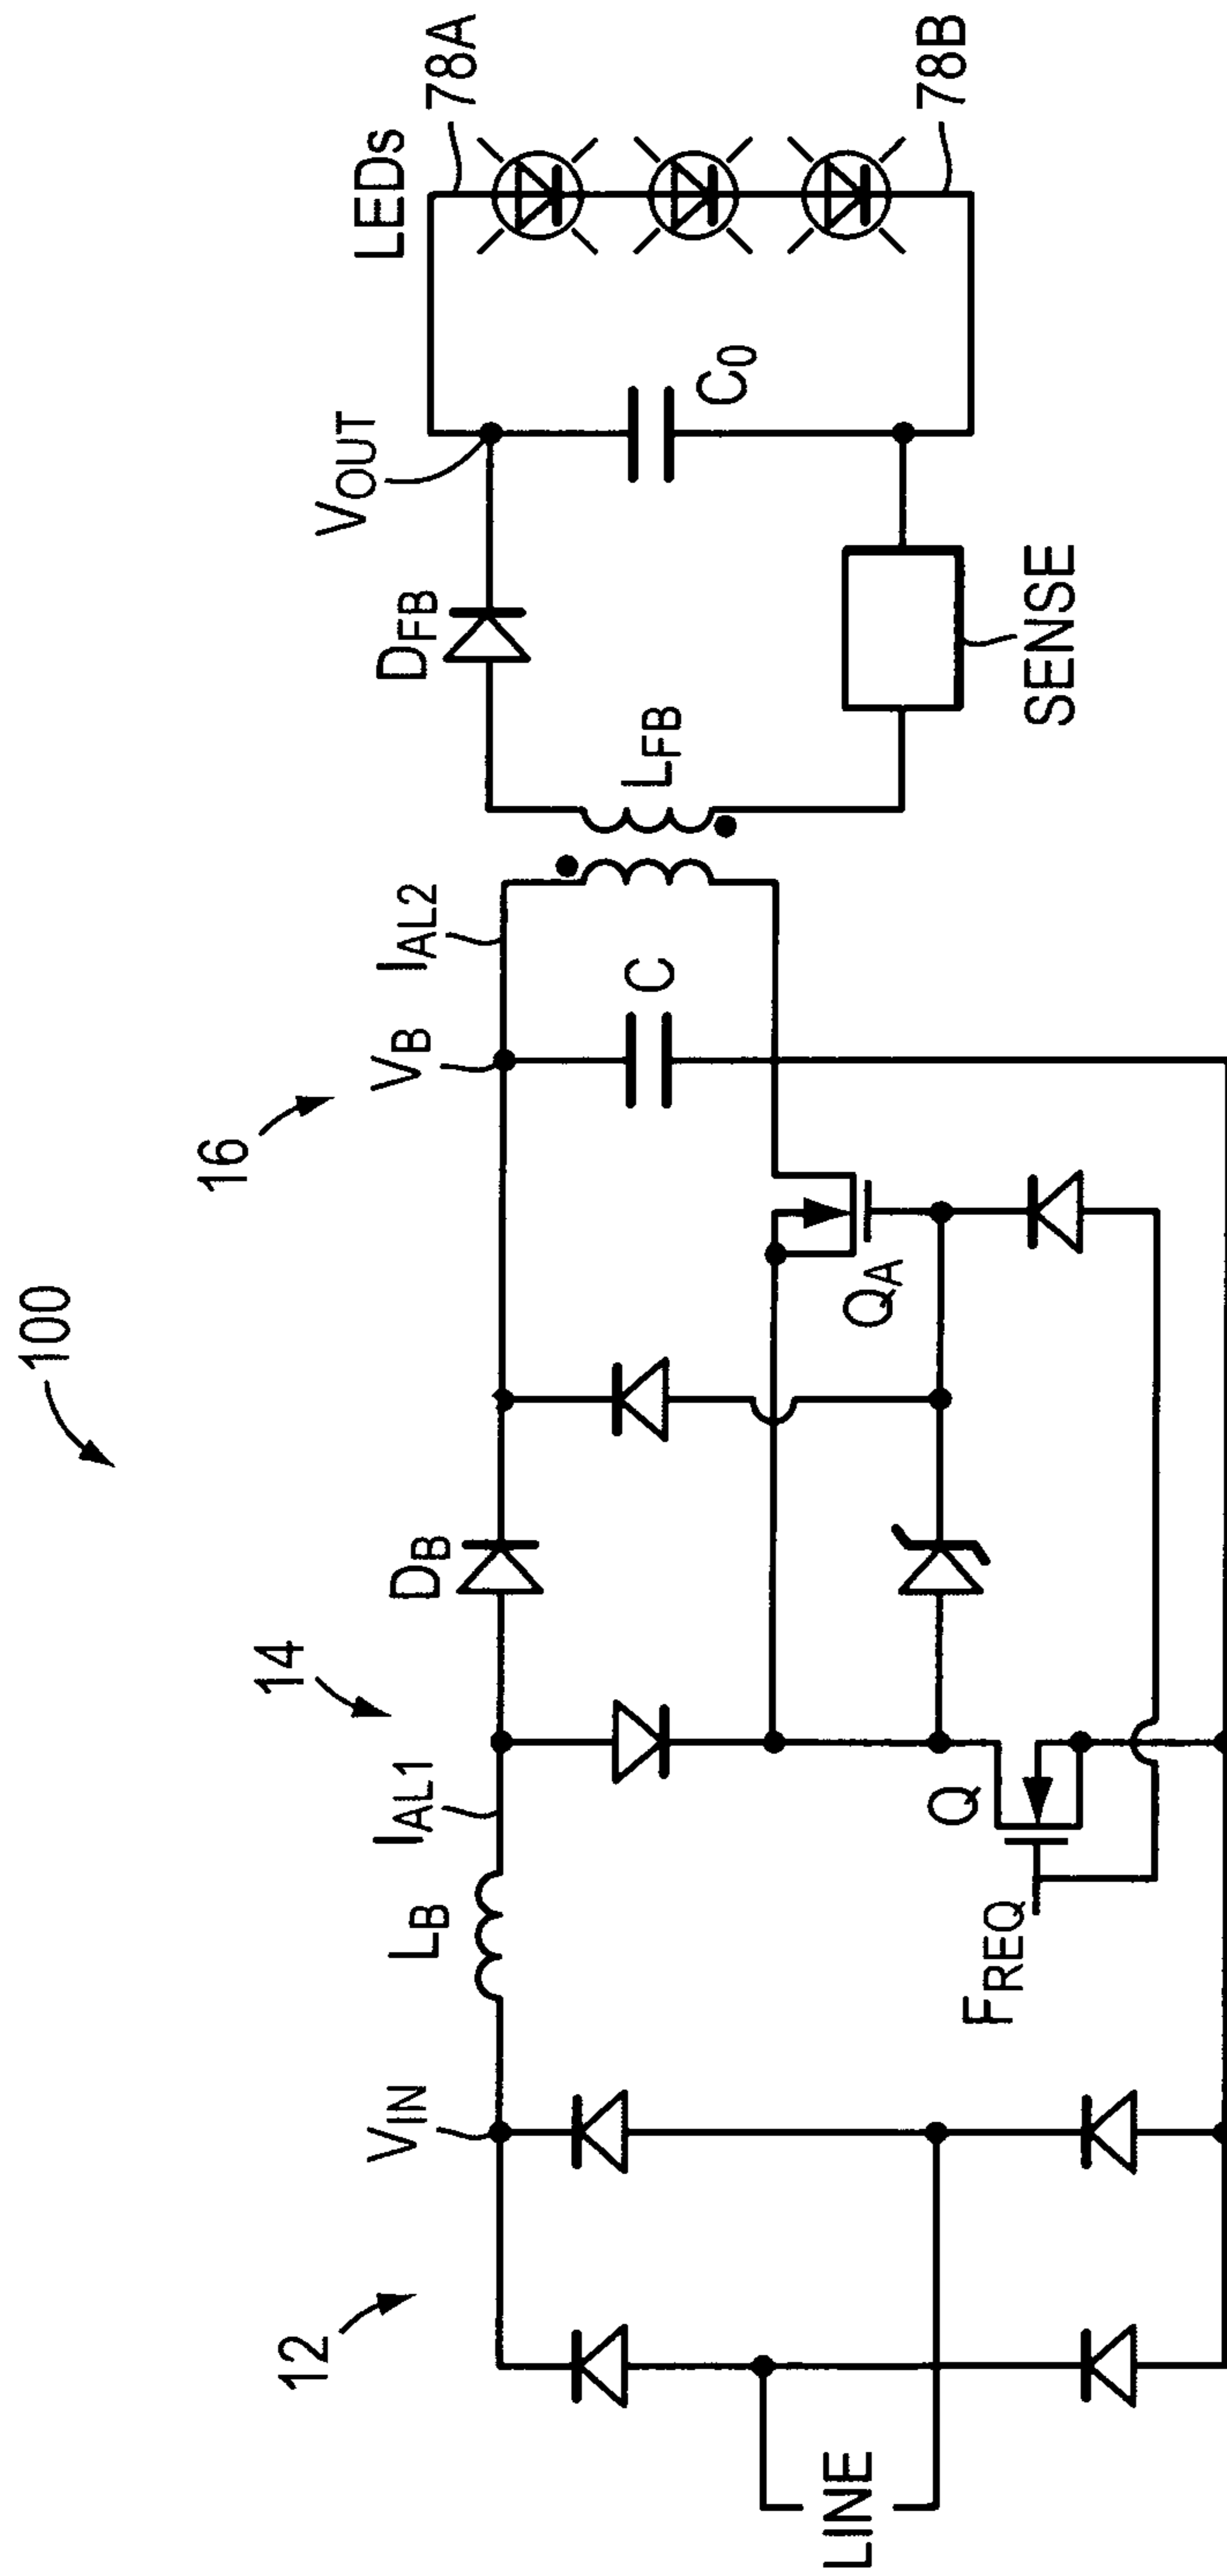 100
12
14
16
LINE
V_IN
L_B
I_AL1
D_B
V_B
I_AL2
C
F_REQ
Q
Q_A
L_FB
D_FB
V_OUT
C_0
SENSE
LEDs
78A
78B